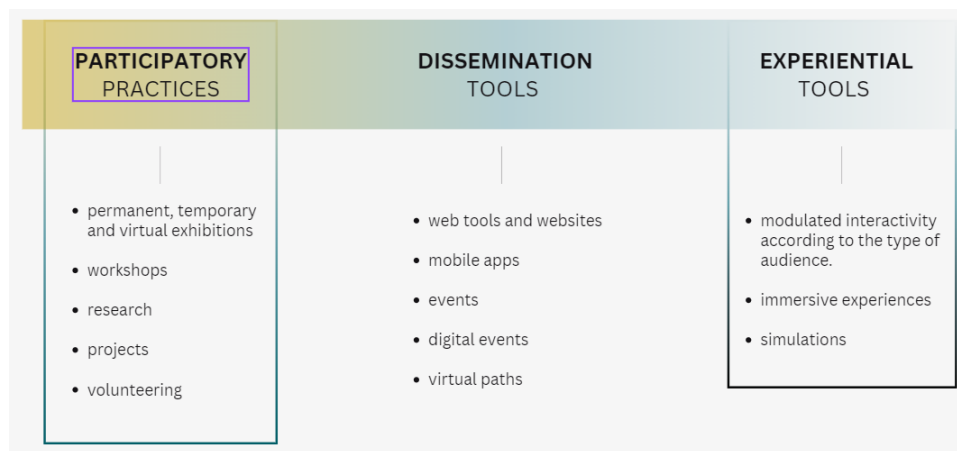 PARTICIPATORY
PRACTICES
• permanent, temporary
and virtual exhibitions
• workshops
• research
• projects
• volunteering
DISSEMINATION
TOOLS
• web tools and websites
• mobile apps
• events
• digital events
• virtual paths
EXPERIENTIAL
TOOLS
• modulated interactivity
according to the type of
audience.
• immersive experiences
• simulations